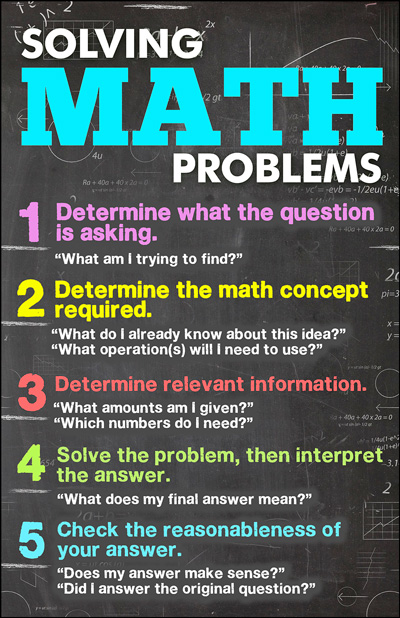 SOLVING
MATH
PROBLEMS
1 Determine what the question
is asking.
“What am I trying to find?”
2 Determine the math concept
required.
“What do I already know about this idea?”
“What operation(s) will I need to use?”
3 Determine relevant information.
“What amounts am I given?”
“Which numbers do I need?”
4 Solve the problem, then interpret
the answer.
“What does my final answer mean?”
5 Check the reasonableness of
your answer.
“Does my answer make sense?”
“Did I answer the original question?”